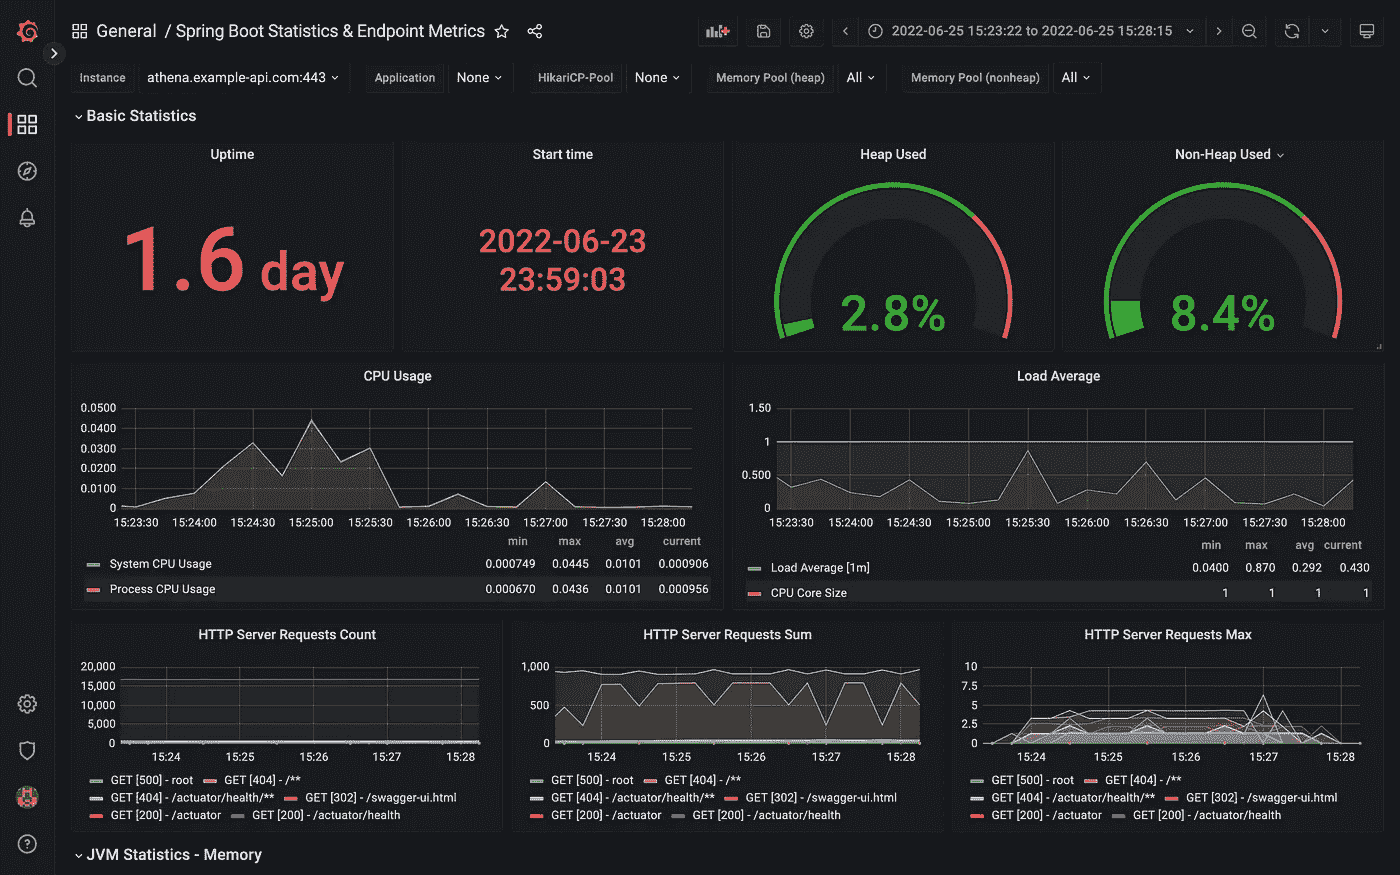 General / Spring Boot Statistics & Endpoint Metrics
2022-06-25 15:23:22 to 2022-06-25 15:28:15
Instance athena.example-api.com:443 Application None HikariCP-Pool None Memory Pool (heap) All Memory Pool (nonheap) All
Basic Statistics
Uptime
1.6 day
Start time
2022-06-23
23:59:03
Heap Used
2.8%
Non-Heap Used
8.4%
CPU Usage
0.0500
0.0400
0.0300
0.0200
0.0100
0
15:23:30 15:24:00 15:24:30 15:25:00 15:25:30 15:26:00 15:26:30 15:27:00 15:27:30 15:28:00
min max avg current
System CPU Usage 0.000749 0.0445 0.0101 0.000906
Process CPU Usage 0.000670 0.0436 0.0101 0.000956
Load Average
1.50
1
0.500
0
15:23:30 15:24:00 15:24:30 15:25:00 15:25:30 15:26:00 15:26:30 15:27:00 15:27:30 15:28:00
min max avg current
Load Average [1m] 0.0400 0.870 0.292 0.430
CPU Core Size 1 1 1 1
HTTP Server Requests Count
20,000
15,000
10,000
5,000
0
15:24 15:25 15:26 15:27 15:28
GET [500] - root GET [404] - /**
GET [404] - /actuator/health/** GET [302] - /swagger-ui.html
GET [200] - /actuator GET [200] - /actuator/health
HTTP Server Requests Sum
1,000
500
0
15:24 15:25 15:26 15:27 15:28
GET [500] - root GET [404] - /**
GET [404] - /actuator/health/** GET [302] - /swagger-ui.html
GET [200] - /actuator GET [200] - /actuator/health
HTTP Server Requests Max
10
7.5
5
2.5
0
15:24 15:25 15:26 15:27 15:28
GET [500] - root GET [404] - /**
GET [404] - /actuator/health/** GET [302] - /swagger-ui.html
GET [200] - /actuator GET [200] - /actuator/health
JVM Statistics - Memory